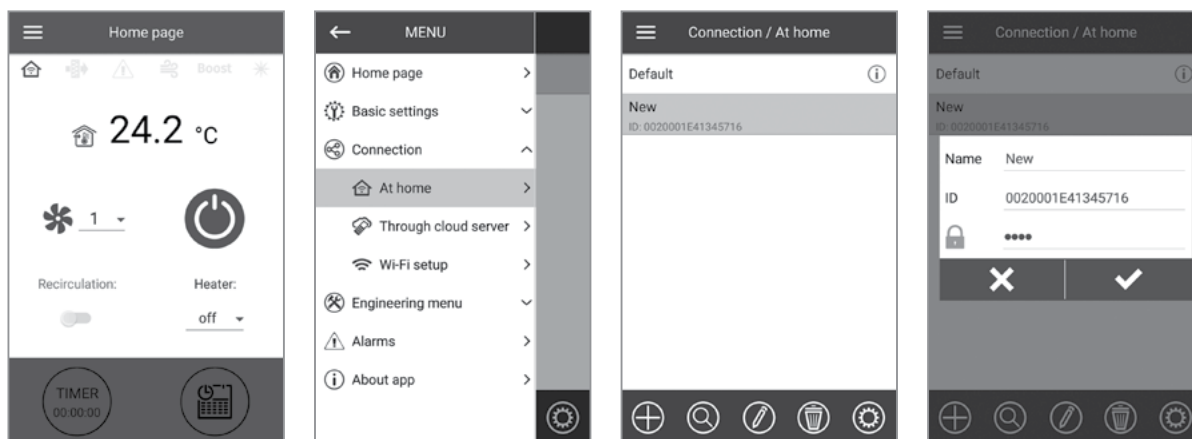 Home page
Boost
24.2 °C
1
Recirculation:
Heater:
off
TIMER
00:00:00
MENU
Home page
Basic settings
Connection
At home
Through cloud server
Wi-Fi setup
Engineering menu
Alarms
About app
Connection / At home
Default
New
ID: 0020001E41345716
Connection / At home
Default
New
ID: 0020001E41345716
Name New
ID 0020001E41345716
••••